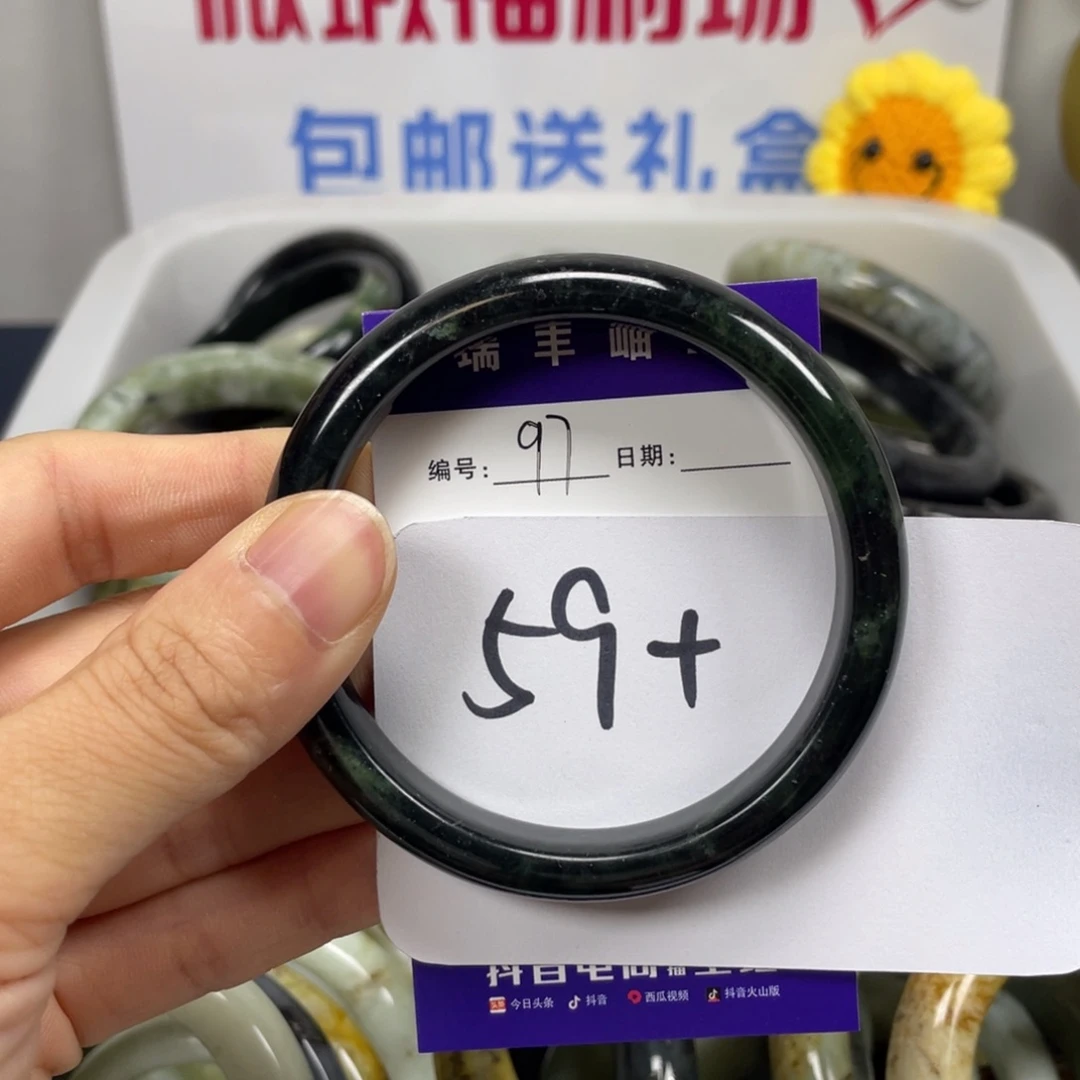 包邮送礼盒
瑞丰岫
编号: 97 日期:
59+
今日头条 抖音 西瓜视频 抖音火山版